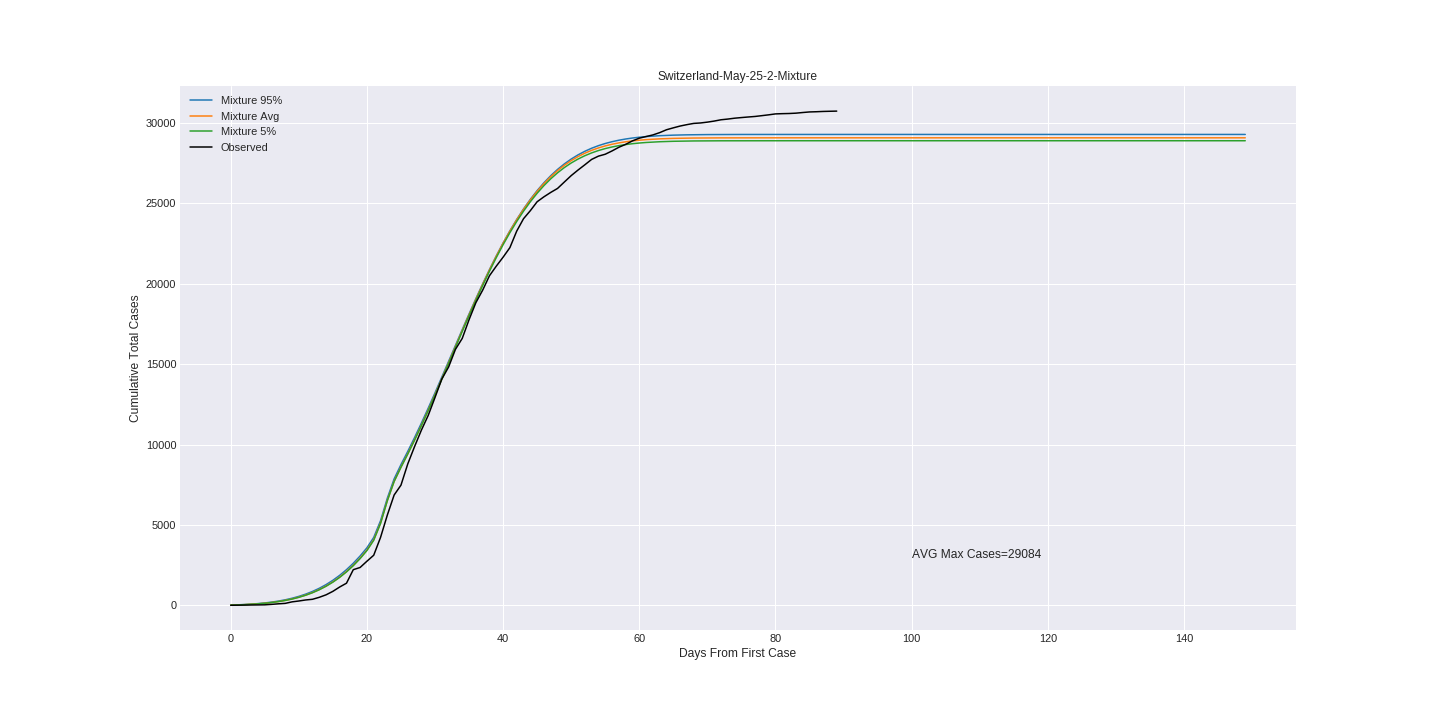 Switzerland-May-25-2-Mixture
Mixture 95%
Mixture Avg
Mixture 5%
Observed
30000
25000
20000
15000
10000
5000
0
Cumulative Total Cases
AVG Max Cases=29084
0 20 40 60 80 100 120 140
Days From First Case